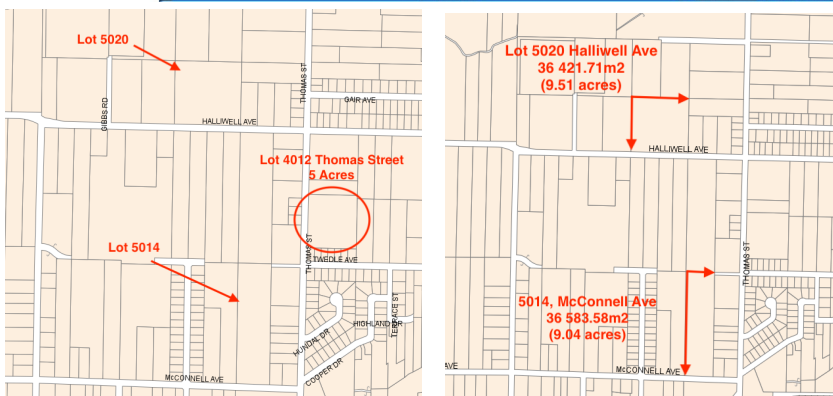 Lot 5020
THOMAS ST
GAIR AVE
GIBBS RD
HALLIWELL AVE
Lot 4012 Thomas Street
5 Acres
Lot 5014
THOMAS ST
TWEDLE AVE
TERRACE ST
HIGHLAND DR
HUNDAL DR
COOPER DR
McCONNELL AVE
Lot 5020 Halliwell Ave
36 421.71m2
(9.51 acres)
HALLIWELL AVE
THOMAS ST
5014, McConnell Ave
36 583.58m2
(9.04 acres)
AVE
McCONNELL AVE